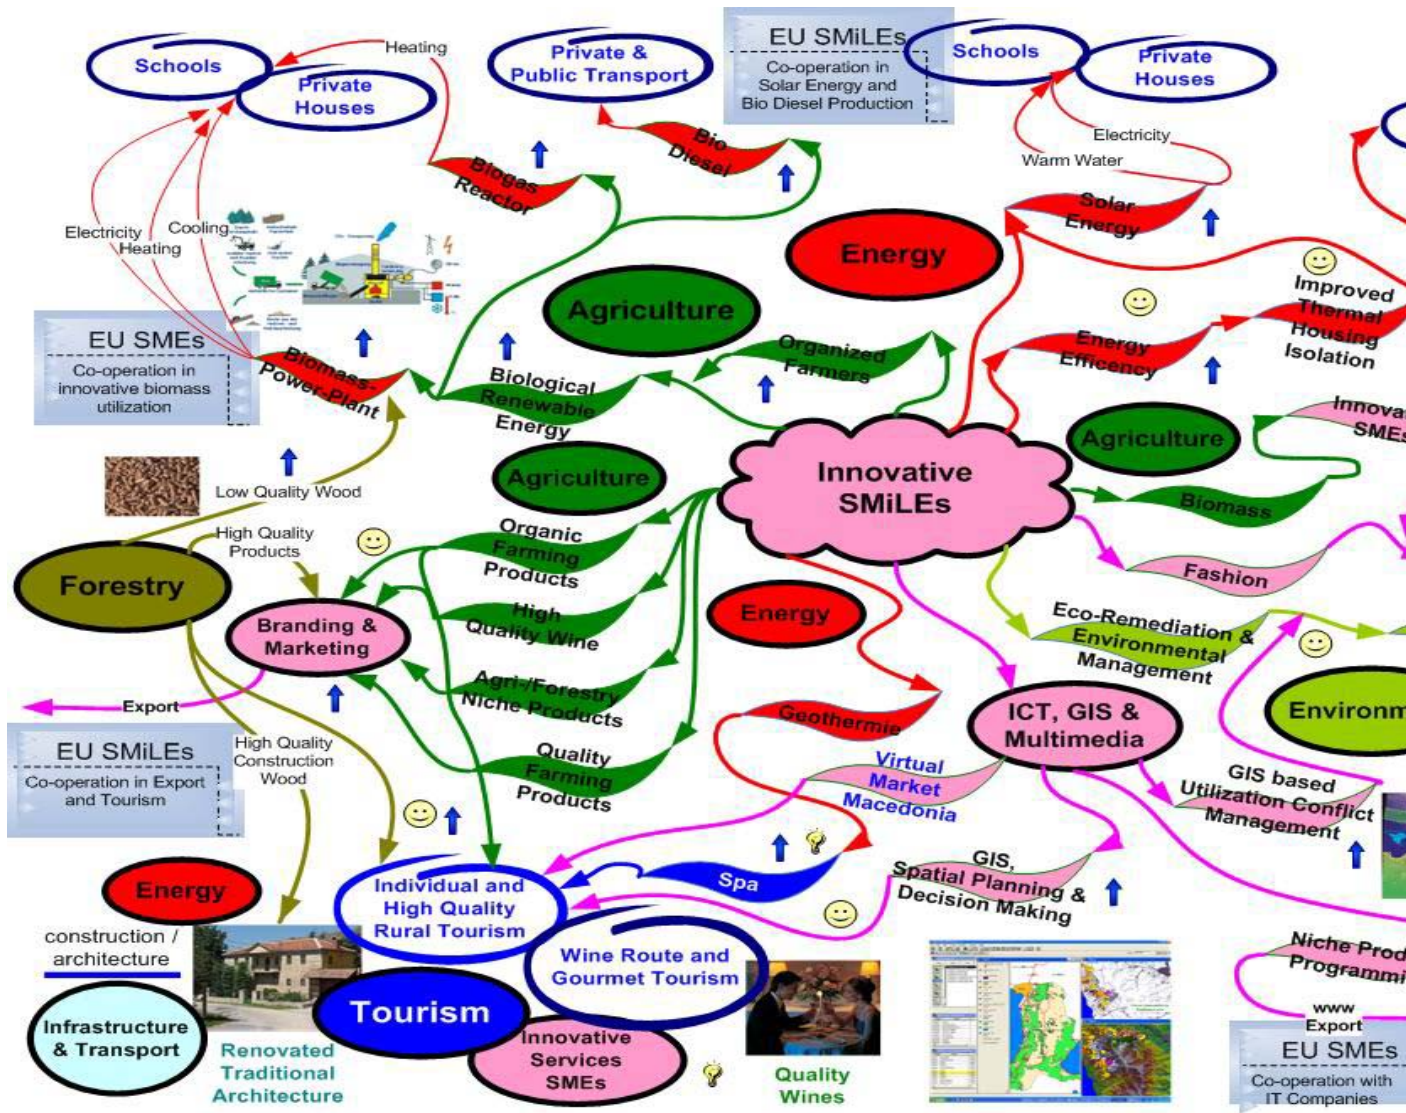 Schools
Private
Houses
Heating
Private &
Public Transport
EU SMiLEs
Co-operation in
Solar Energy and
Bio Diesel Production
Schools
Private
Houses
Electricity
Warm Water
Bio
Diesel
Biogas
Reactor
Solar
Energy
Electricity
Heating
Cooling
Energy
Agriculture
Improved
Thermal
Housing
Isolation
Energy
Efficency
EU SMEs
Co-operation in
innovative biomass
utilization
Biomass-
Power-Plant
Biological
Renewable
Energy
Organized
Farmers
Agriculture
Innovative
SMiLEs
Agriculture
Biomass
SMEs
Low Quality Wood
High Quality
Products
Organic
Farming
Products
Forestry
Branding &
Marketing
High
Quality Wine
Energy
Fashion
Eco-Remediation &
Environmental
Management
Agri-/Forestry
Niche Products
Export
Geothermie
ICT, GIS &
Multimedia
EU SMiLEs
Co-operation in Export
and Tourism
High Quality
Construction
Wood
Quality
Farming
Products
Virtual
Market
Macedonia
GIS based
Utilization Conflict
Management
Energy
Individual and
High Quality
Rural Tourism
Spa
GIS,
Spatial Planning &
Decision Making
construction /
architecture
Wine Route and
Gourmet Tourism
Niche
Tourism
Infrastructure
& Transport
Innovative
Services
SMEs
Renovated
Traditional
Architecture
Quality
Wines
www
Export
EU SMEs
Co-operation with
IT Companies